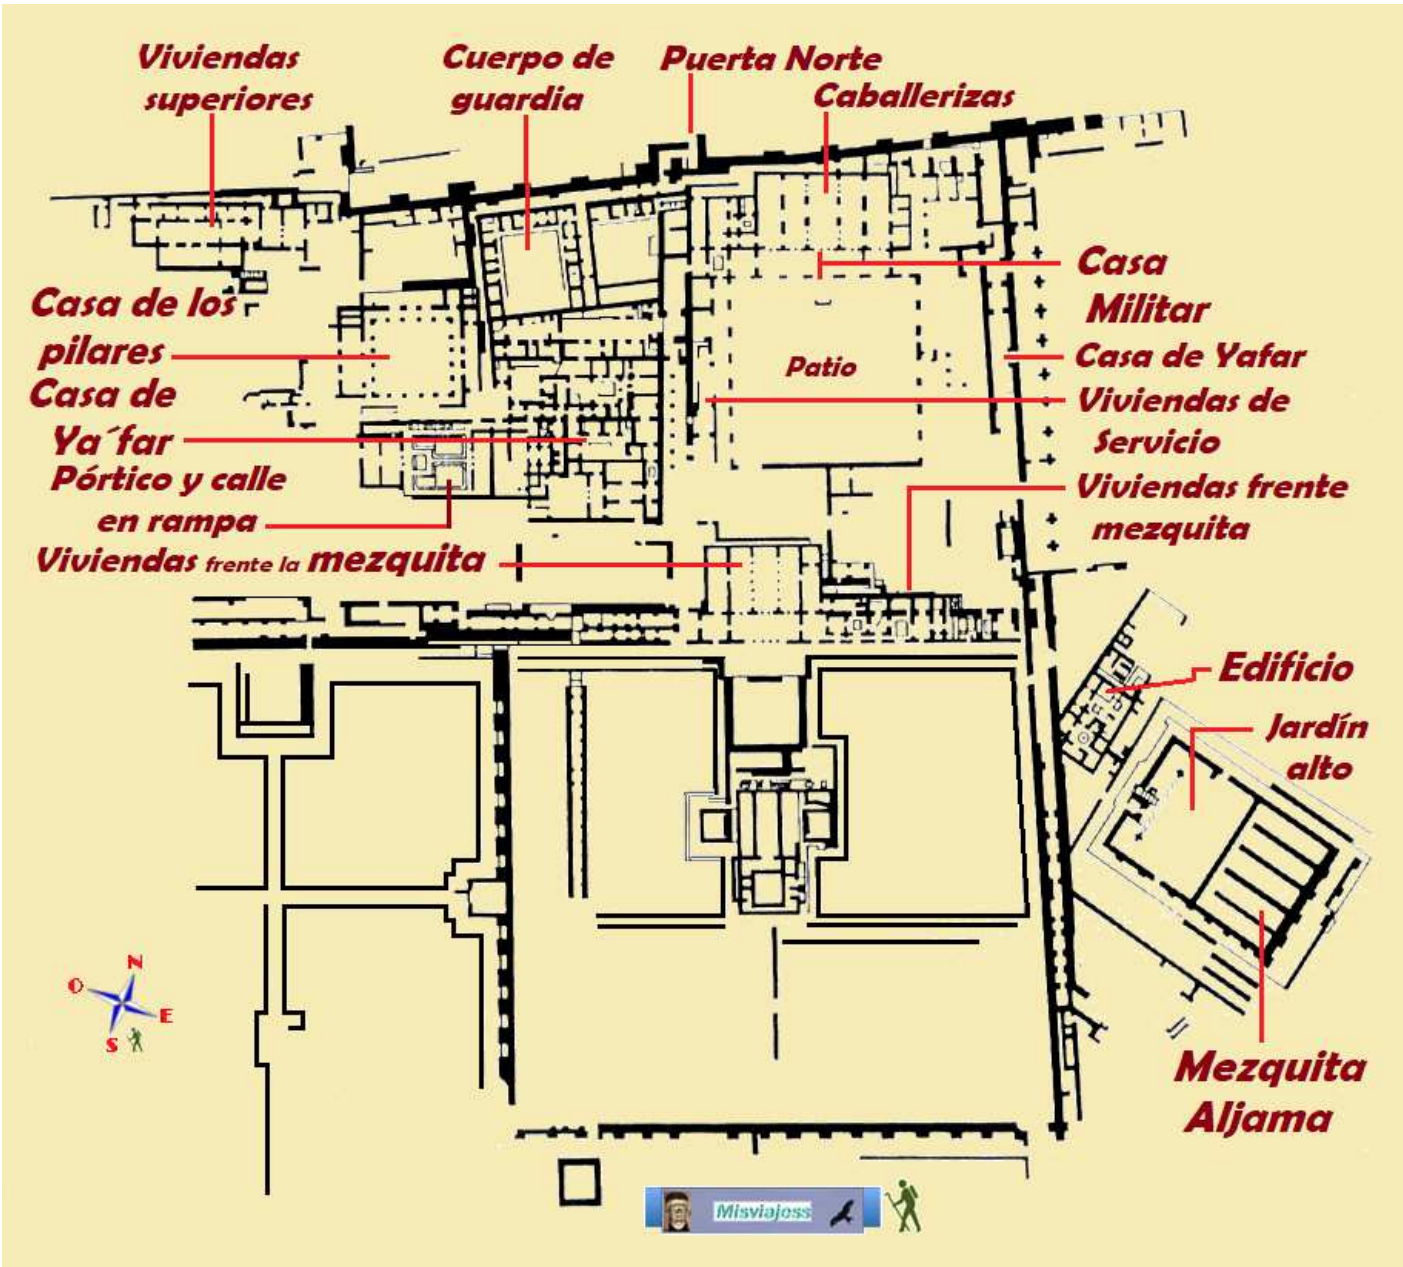 Viviendas
superiores
Cuerpo de
guardia
Puerta Norte
Caballerizas
Casa de los
pilares
Casa de
Ya´far
Pórtico y calle
en rampa
Viviendas frente la mezquita
Patio
Casa
Militar
Casa de Yafar
Viviendas de
Servicio
Viviendas frente
mezquita
Edificio
Jardín
alto
Mezquita
Aljama
N
O
E
S
Misviajess